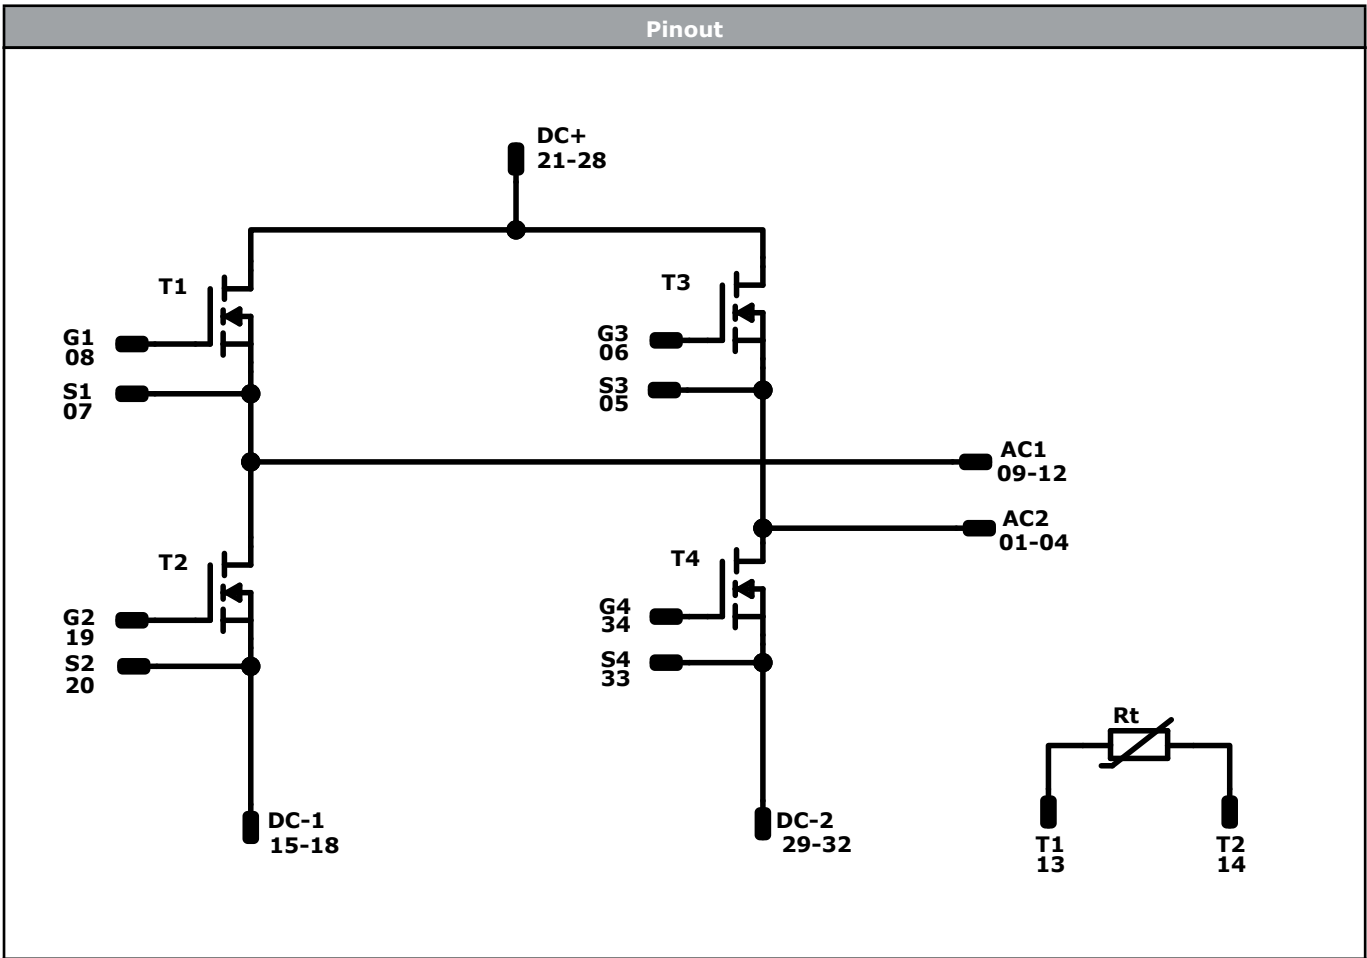 Pinout
DC+
21-28
T1
T3
G1
08
G3
06
S1
07
S3
05
AC1
09-12
AC2
01-04
T2
T4
G2
19
G4
34
S2
20
S4
33
Rt
DC-1
15-18
DC-2
29-32
T1
13
T2
14